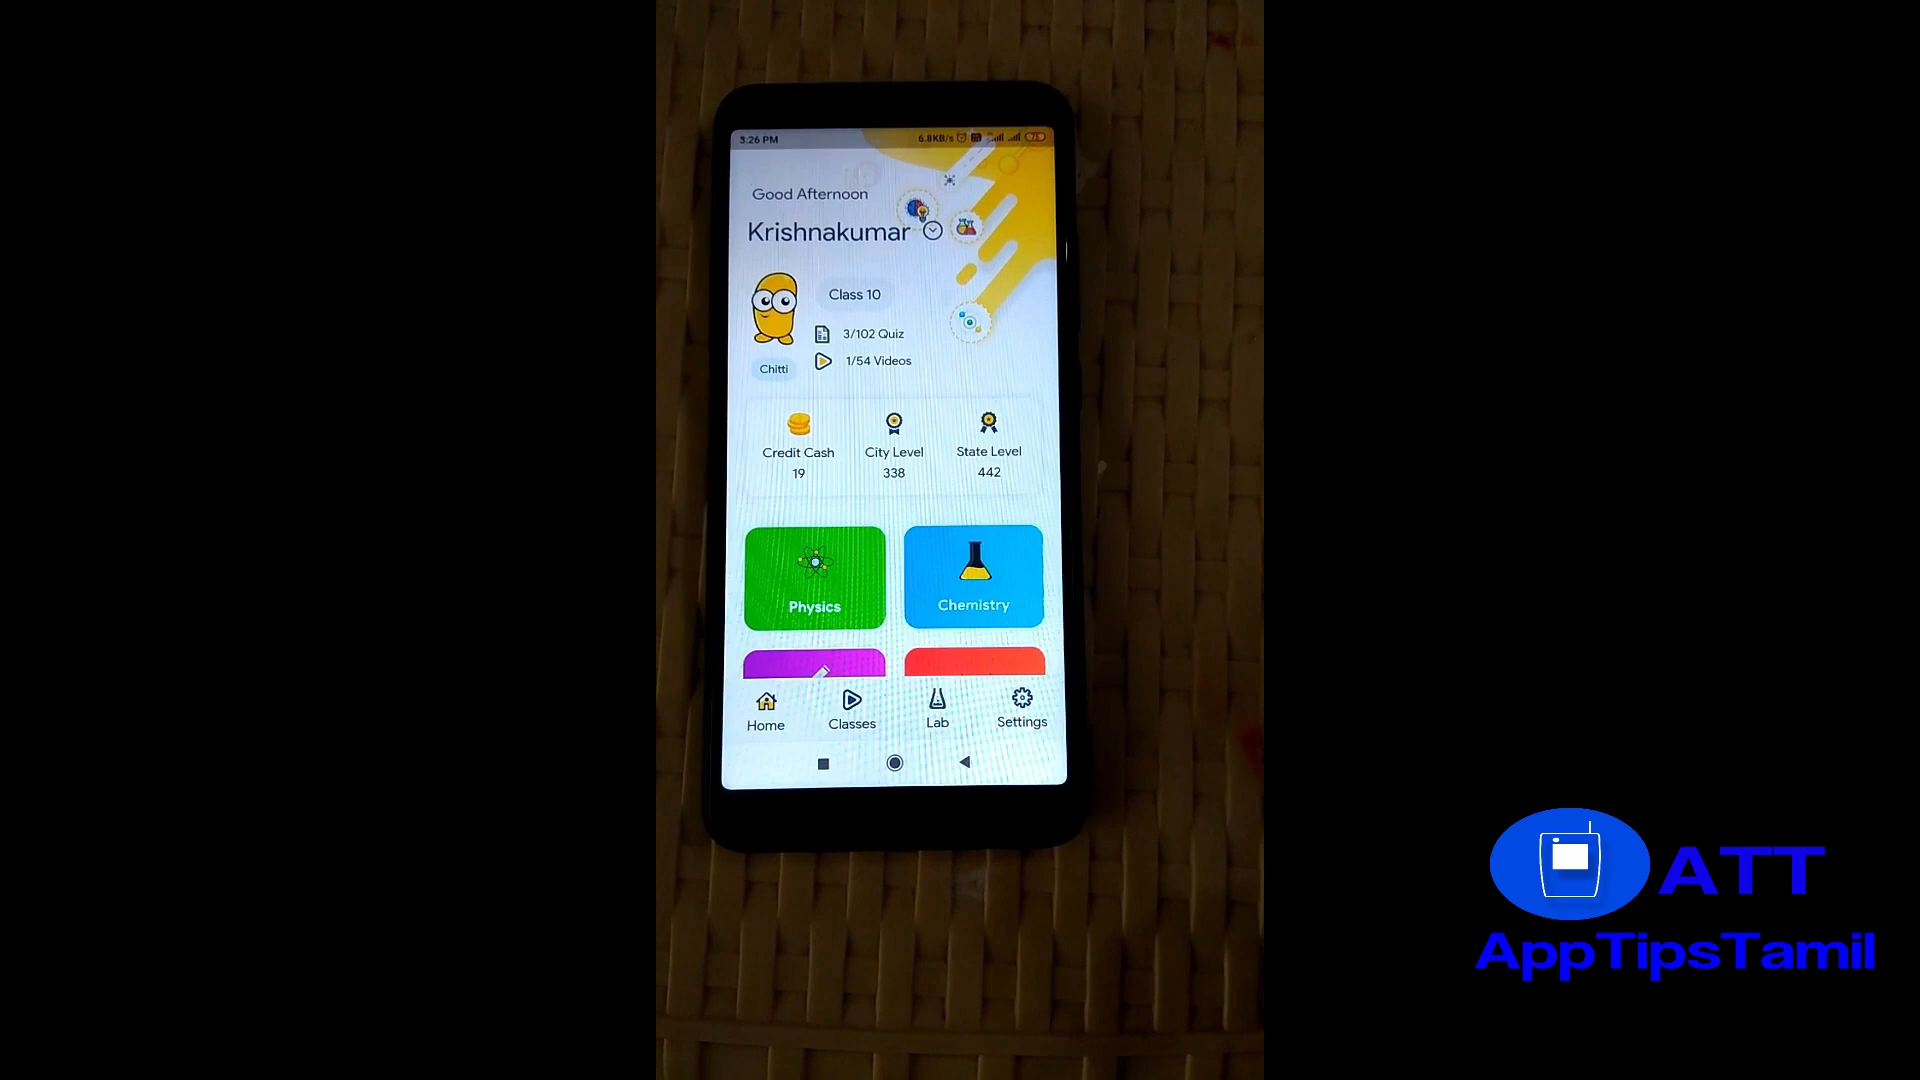 3:26 PM
6.8KB/s
73
Good Afternoon
Krishnakumar
Class 10
3/102 Quiz
1/54 Videos
Chitti
Credit Cash
City Level
State Level
19
338
442
Physics
Chemistry
Home
Classes
Lab
Settings
ATT
AppTipsTamil